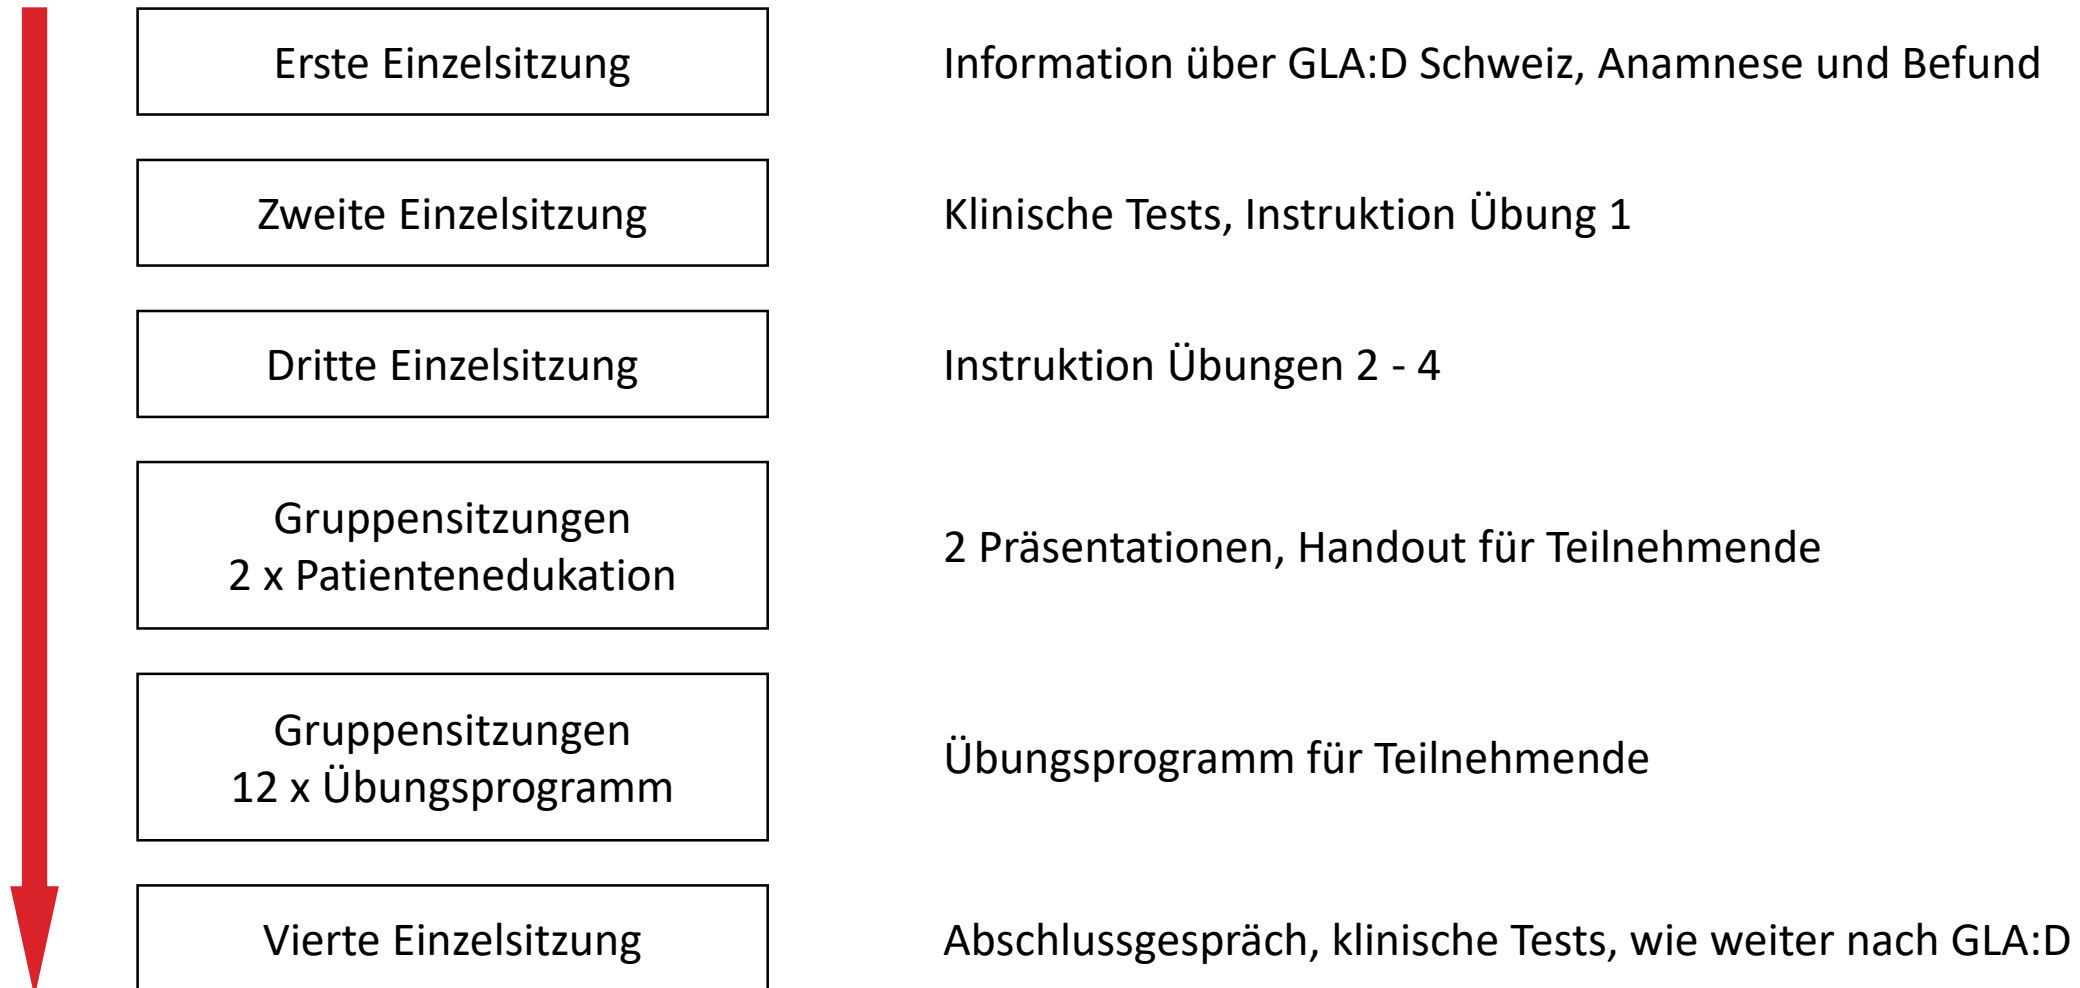 Erste Einzelsitzung
Information über GLA:D Schweiz, Anamnese und Befund
Zweite Einzelsitzung
Klinische Tests, Instruktion Übung 1
Dritte Einzelsitzung
Instruktion Übungen 2 - 4
Gruppensitzungen
2 x Patientenedukation
2 Präsentationen, Handout für Teilnehmende
Gruppensitzungen
12 x Übungsprogramm
Übungsprogramm für Teilnehmende
Vierte Einzelsitzung
Abschlussgespräch, klinische Tests, wie weiter nach GLA:D